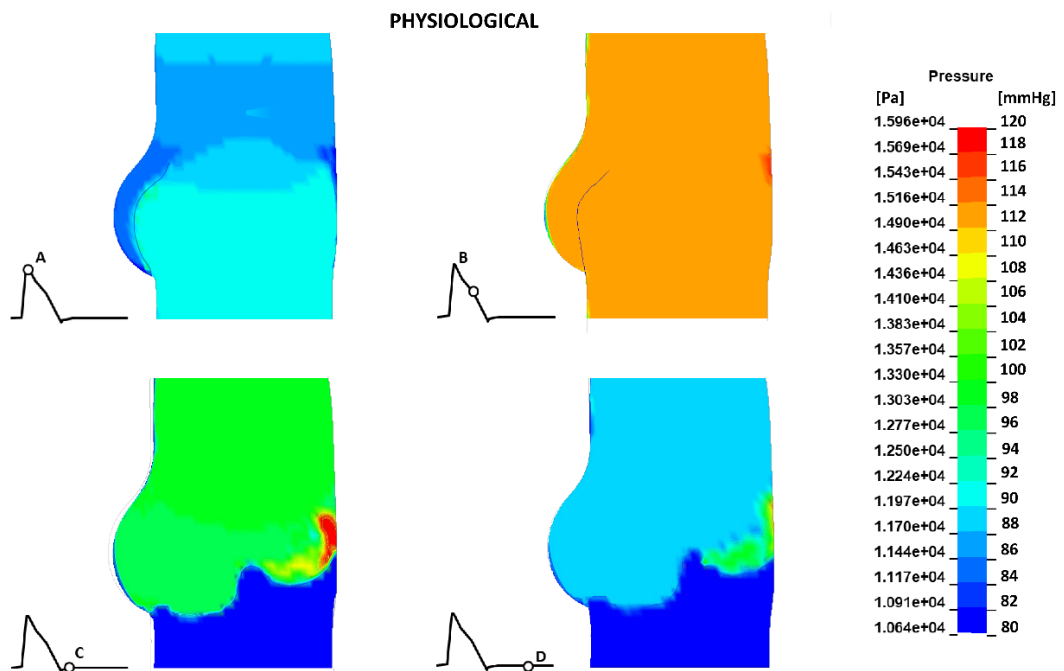 PHYSIOLOGICAL
A
B
C
D
Pressure
[Pa] [mmHg]
1.596e+04 120
1.569e+04 118
1.543e+04 116
1.516e+04 114
1.490e+04 112
1.463e+04 110
1.436e+04 108
1.410e+04 106
1.383e+04 104
1.357e+04 102
1.330e+04 100
1.303e+04 98
1.277e+04 96
1.250e+04 94
1.224e+04 92
1.197e+04 90
1.170e+04 88
1.144e+04 86
1.117e+04 84
1.091e+04 82
1.064e+04 80